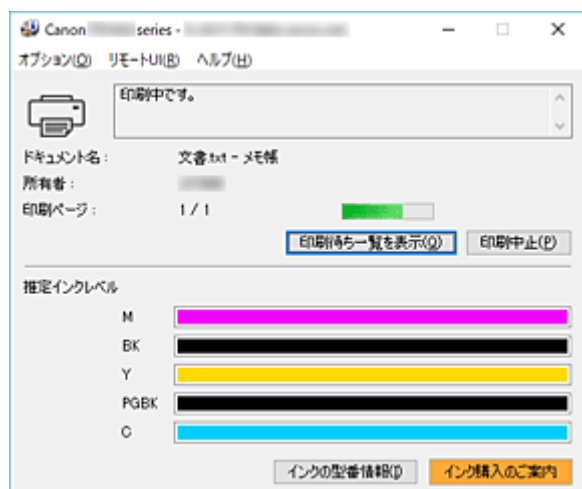 Canon series -
オプション(O) リモートUI(R) ヘルプ(H)
印刷中です。
ドキュメント名 : 文書.txt - メモ帳
所有者 :
印刷ページ : 1 / 1
印刷待ち一覧を表示(Q) 印刷中止(P)
推定インクレベル
M
BK
Y
PGBK
C
インクの型番情報(I) インク購入のご案内